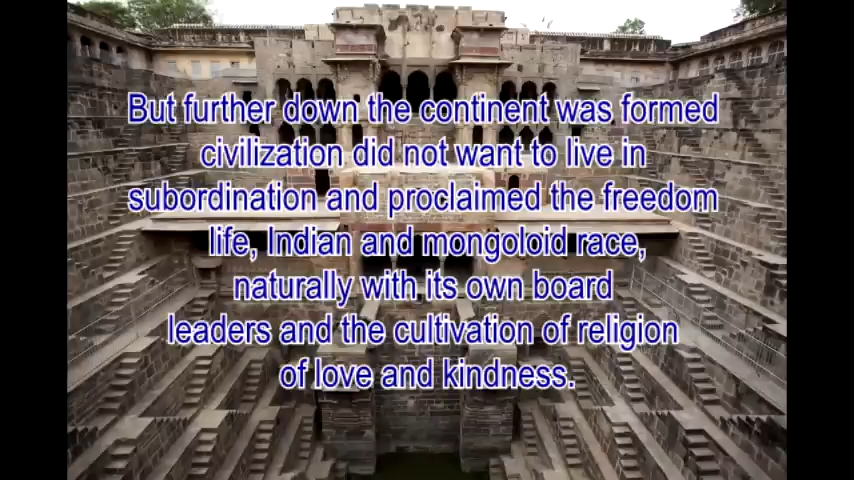 But further down the continent was formed
civilization did not want to live in
subordination and proclaimed the freedom
life, Indian and mongoloid race,
naturally with its own board
leaders and the cultivation of religion
of love and kindness.